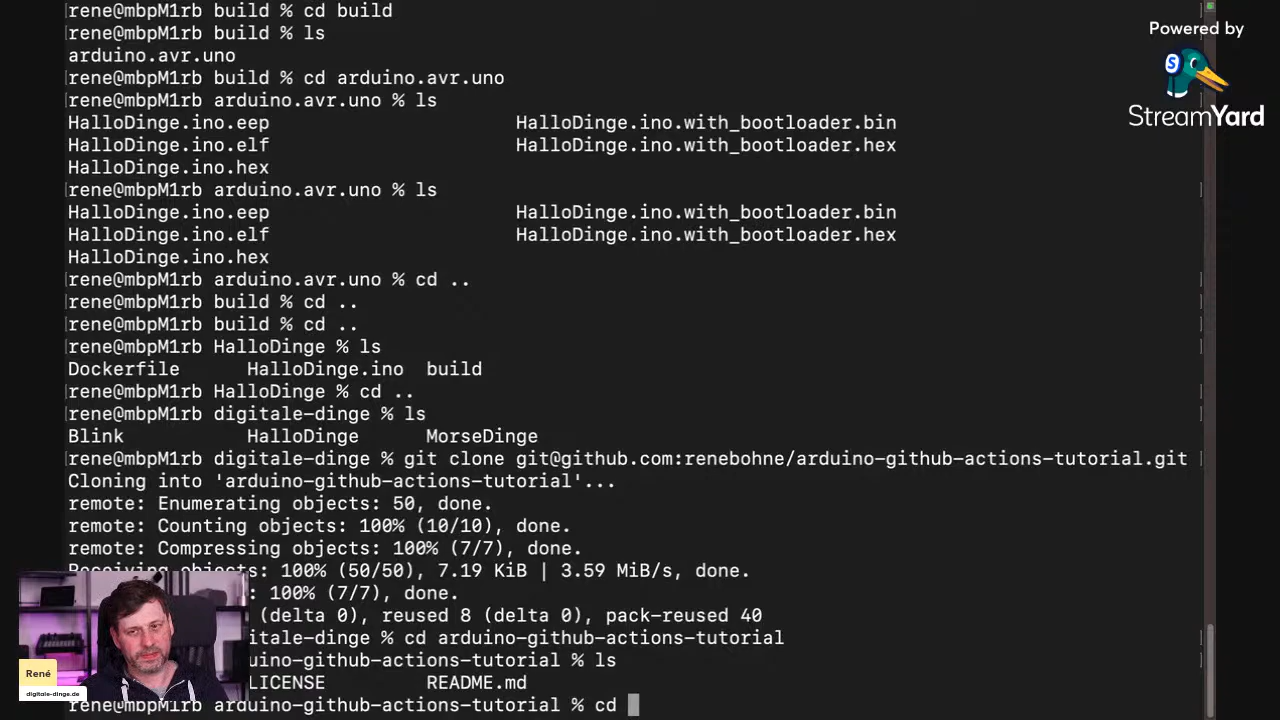 rene@mbpM1rb build % cd build
rene@mbpM1rb build % ls
arduino.avr.uno
rene@mbpM1rb build % cd arduino.avr.uno
rene@mbpM1rb arduino.avr.uno % ls
HalloDinge.ino.eep HalloDinge.ino.with_bootloader.bin
HalloDinge.ino.elf HalloDinge.ino.with_bootloader.hex
HalloDinge.ino.hex
rene@mbpM1rb arduino.avr.uno % ls
HalloDinge.ino.eep HalloDinge.ino.with_bootloader.bin
HalloDinge.ino.elf HalloDinge.ino.with_bootloader.hex
HalloDinge.ino.hex
rene@mbpM1rb arduino.avr.uno % cd ..
rene@mbpM1rb build % cd ..
rene@mbpM1rb build % cd ..
rene@mbpM1rb HalloDinge % ls
Dockerfile HalloDinge.ino build
rene@mbpM1rb HalloDinge % cd ..
rene@mbpM1rb digitale-dinge % ls
Blink HalloDinge MorseDinge
rene@mbpM1rb digitale-dinge % git clone git@github.com:renebohne/arduino-github-actions-tutorial.git
Cloning into 'arduino-github-actions-tutorial'...
remote: Enumerating objects: 50, done.
remote: Counting objects: 100% (10/10), done.
remote: Compressing objects: 100% (7/7), done.
Receiving objects: 100% (50/50), 7.19 KiB | 3.59 MiB/s, done.
: 100% (7/7), done.
(delta 0), reused 8 (delta 0), pack-reused 40
gitale-dinge % cd arduino-github-actions-tutorial
duino-github-actions-tutorial % ls
LICENSE README.md
rene@mbpM1rb arduino-github-actions-tutorial % cd
Powered by
StreamYard
René
digitale-dinge.de